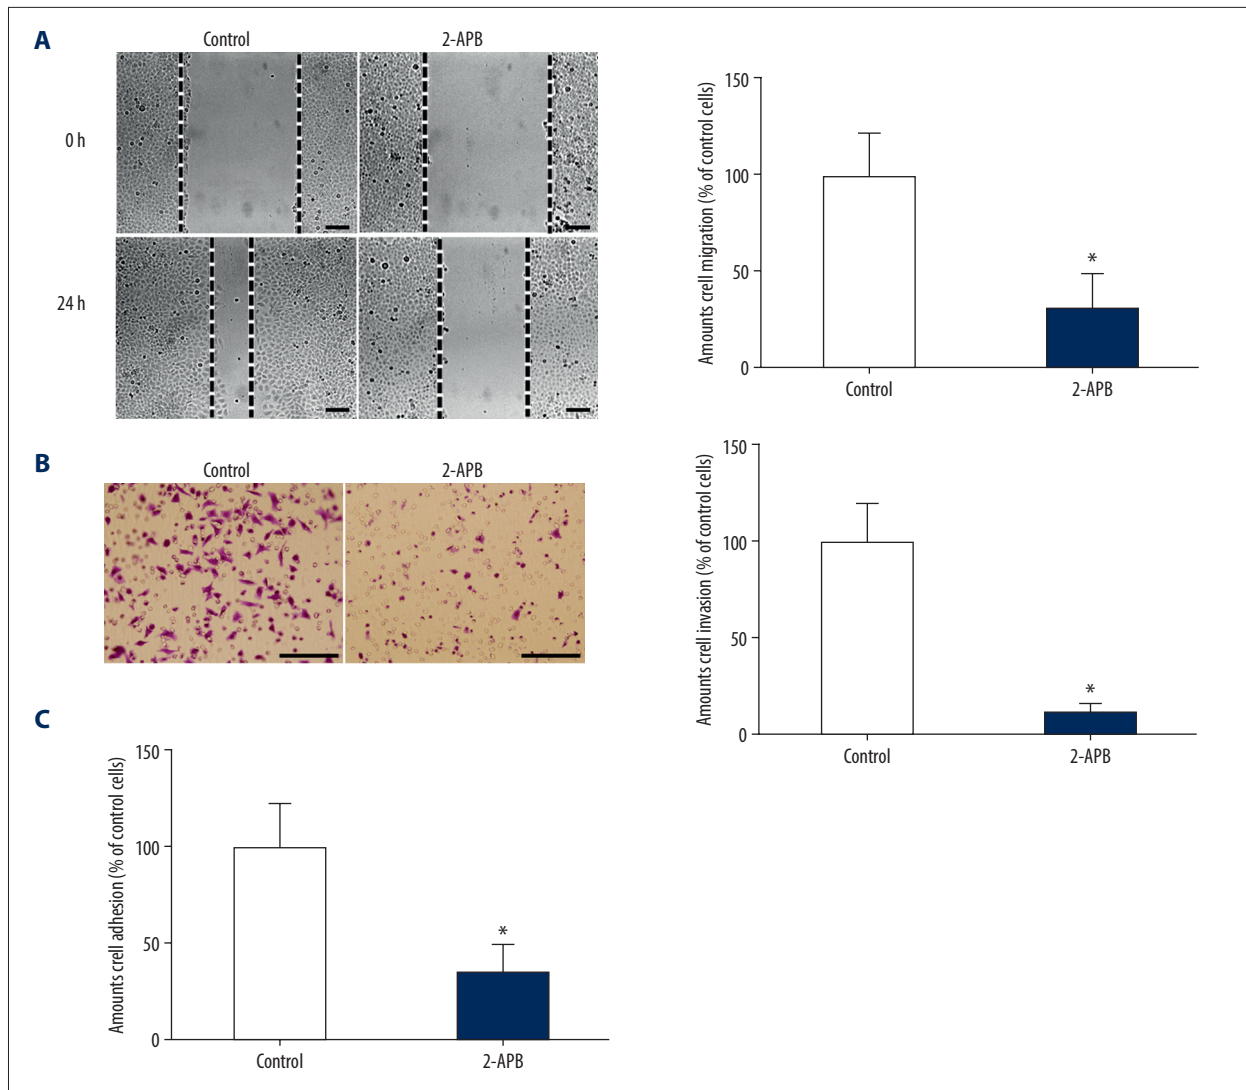 A
Control
2-APB
0 h
24 h
Amounts crell migration (% of control cells)
150
100
50
0
*
Control
2-APB
B
Control
2-APB
Amounts crell invasion (% of control cells)
150
100
50
0
*
Control
2-APB
C
Amounts crell adhesion (% of control cells)
150
100
50
0
*
Control
2-APB